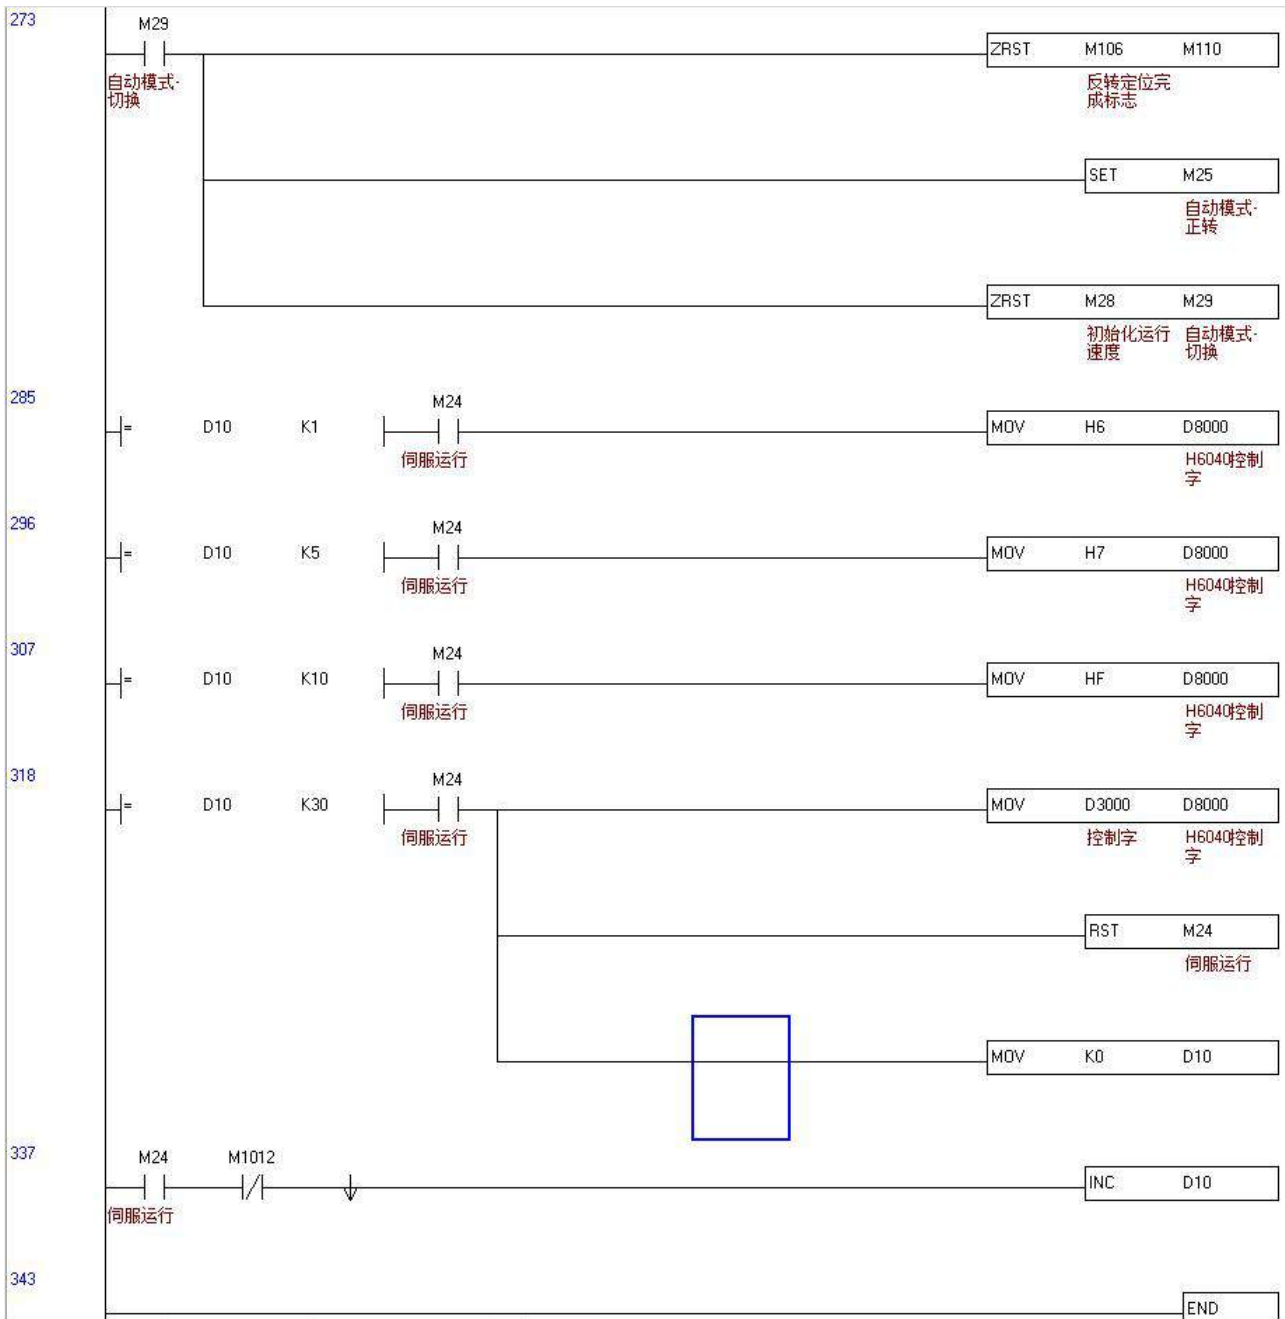 273
M29
ZRST M106 M110
自动模式-
切换
反转定位完
成标志
SET M25
自动模式-
正转
ZRST M28 M29
初始化运行
速度
自动模式-
切换
285
M24
= D10 K1
MOV H6 D8000
伺服运行
H6040控制
字
296
M24
= D10 K5
MOV H7 D8000
伺服运行
H6040控制
字
307
M24
= D10 K10
MOV HF D8000
伺服运行
H6040控制
字
318
M24
= D10 K30
MOV D3000 D8000
伺服运行
控制字
H6040控制
字
RST M24
伺服运行
MOV K0 D10
337
M24 M1012
INC D10
伺服运行
343
END